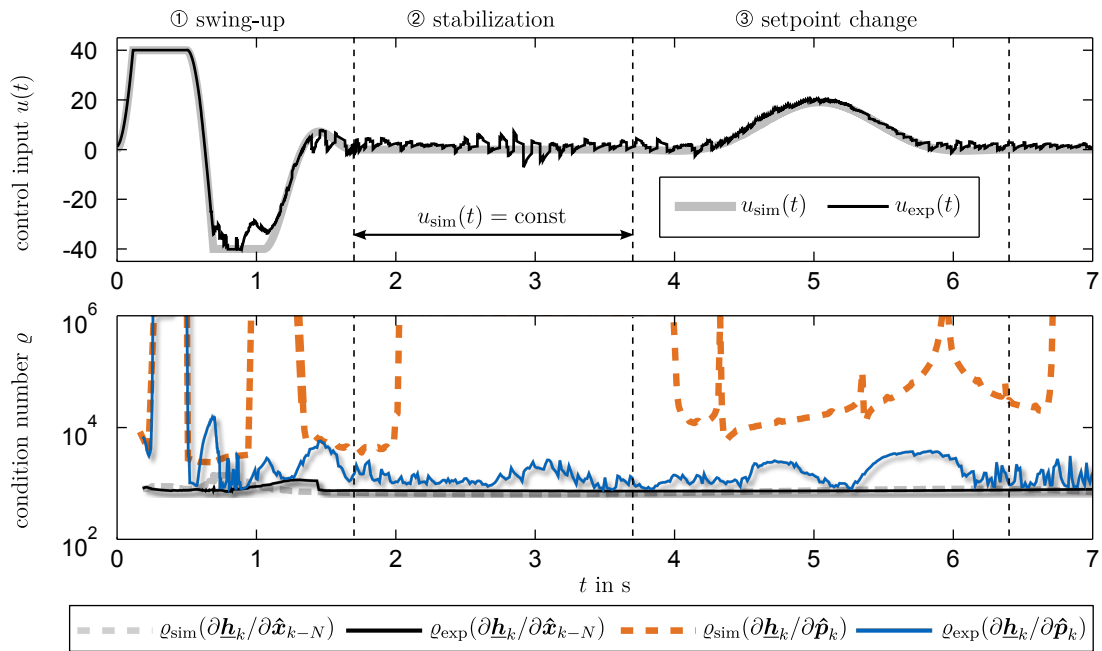 ① swing-up ② stabilization ③ setpoint change
control input u(t)
40
20
0
-20
-40
u_sim(t) = const
u_sim(t) u_exp(t)
0 1 2 3 4 5 6 7
condition number ϱ
10^6
10^4
10^2
0 1 2 3 4 5 6 7
t in s
ϱ_sim(∂h_k/∂x̂_{k−N}) ϱ_exp(∂h_k/∂x̂_{k−N}) ϱ_sim(∂h_k/∂p̂_k) ϱ_exp(∂h_k/∂p̂_k)